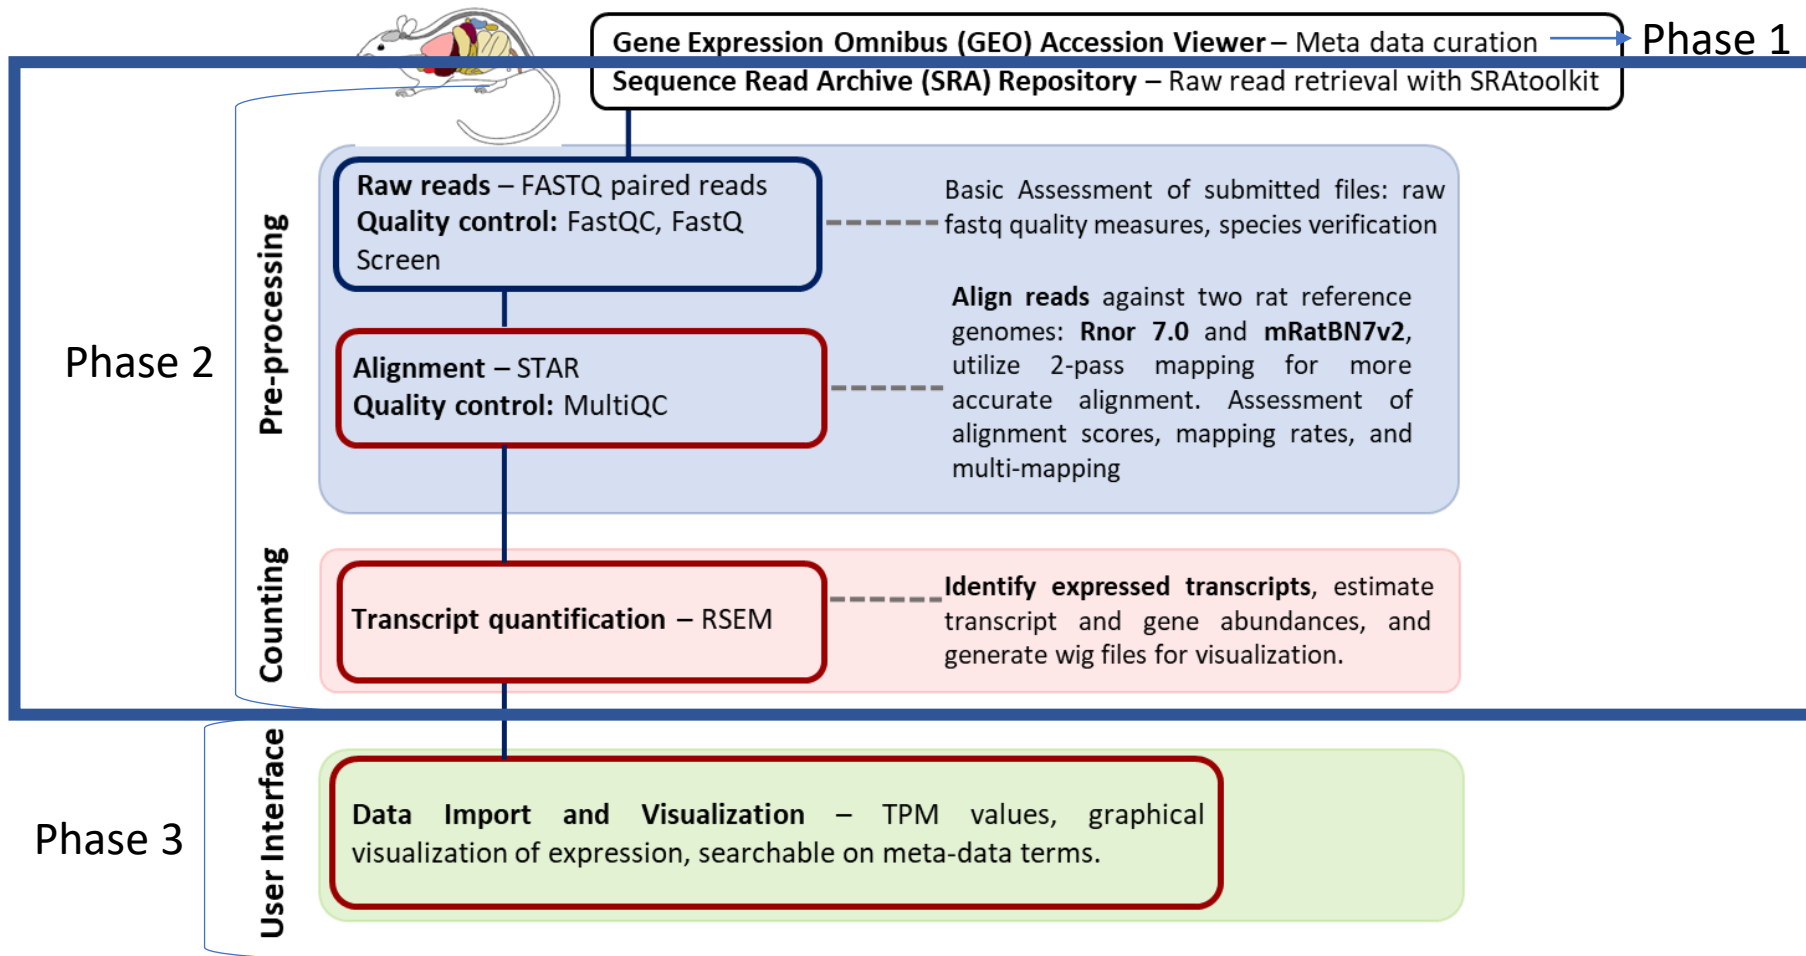 Gene Expression Omnibus (GEO) Accession Viewer – Meta data curation
Phase 1
Sequence Read Archive (SRA) Repository – Raw read retrieval with SRAtoolkit
Phase 2
Pre-processing
Raw reads – FASTQ paired reads
Quality control: FastQC, FastQ
Screen
Basic Assessment of submitted files: raw
fastq quality measures, species verification
Alignment – STAR
Quality control: MultiQC
Align reads against two rat reference
genomes: Rnor 7.0 and mRatBN7v2,
utilize 2-pass mapping for more
accurate alignment. Assessment of
alignment scores, mapping rates, and
multi-mapping
Counting
Transcript quantification – RSEM
Identify expressed transcripts, estimate
transcript and gene abundances, and
generate wig files for visualization.
Phase 3
User Interface
Data Import and Visualization – TPM values, graphical
visualization of expression, searchable on meta-data terms.